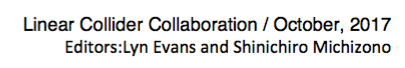 Linear Collider Collaboration / October, 2017
Editors:Lyn Evans and Shinichiro Michizono